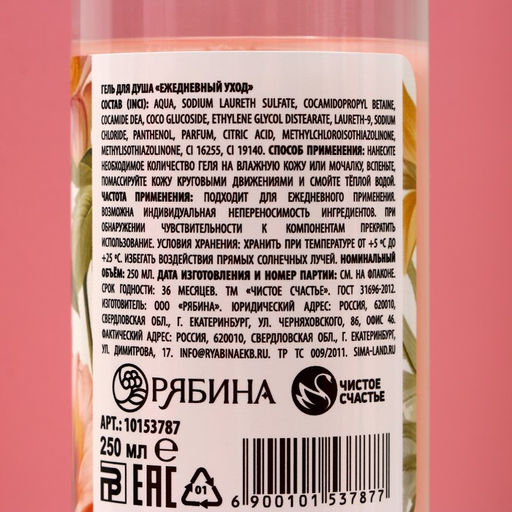 ГЕЛЬ ДЛЯ ДУША «ЕЖЕДНЕВНЫЙ УХОД»
СОСТАВ (INCI): AQUA, SODIUM LAURETH SULFATE, COCAMIDOPROPYL BETAINE,
COCAMIDE DEA, COCO GLUCOSIDE, ETHYLENE GLYCOL DISTEARATE, LAURETH-9, SODIUM
CHLORIDE, PANTHENOL, PARFUM, CITRIC ACID, METHYLCHLOROISOTHIAZOLINONE,
METHYLISOTHIAZOLINONE, CI 16255, CI 19140. СПОСОБ ПРИМЕНЕНИЯ: НАНЕСИТЕ
НЕОБХОДИМОЕ КОЛИЧЕСТВО ГЕЛЯ НА ВЛАЖНУЮ КОЖУ ИЛИ МОЧАЛКУ, ВСПЕНЬТЕ,
ПОМАССИРУЙТЕ КОЖУ КРУГОВЫМИ ДВИЖЕНИЯМИ И СМОЙТЕ ТЁПЛОЙ ВОДОЙ.
ЧАСТОТА ПРИМЕНЕНИЯ: ПОДХОДИТ ДЛЯ ЕЖЕДНЕВНОГО ПРИМЕНЕНИЯ.
ВОЗМОЖНА ИНДИВИДУАЛЬНАЯ НЕПЕРЕНОСИМОСТЬ ИНГРЕДИЕНТОВ. ПРИ
ОБНАРУЖЕНИИ ЧУВСТВИТЕЛЬНОСТИ К КОМПОНЕНТАМ ПРЕКРАТИТЬ
ИСПОЛЬЗОВАНИЕ. УСЛОВИЯ ХРАНЕНИЯ: ХРАНИТЬ ПРИ ТЕМПЕРАТУРЕ ОТ +5 °С ДО
+25 °С. ИЗБЕГАТЬ ВОЗДЕЙСТВИЯ ПРЯМЫХ СОЛНЕЧНЫХ ЛУЧЕЙ. НОМИНАЛЬНЫЙ
ОБЪЁМ: 250 МЛ. ДАТА ИЗГОТОВЛЕНИЯ И НОМЕР ПАРТИИ: СМ. НА ФЛАКОНЕ.
СРОК ГОДНОСТИ: 36 МЕСЯЦЕВ. ТМ «ЧИСТОЕ СЧАСТЬЕ». ГОСТ 31696-2012.
ИЗГОТОВИТЕЛЬ: ООО «РЯБИНА». ЮРИДИЧЕСКИЙ АДРЕС: РОССИЯ, 620010,
СВЕРДЛОВСКАЯ ОБЛ., Г. ЕКАТЕРИНБУРГ, УЛ. ЧЕРНЯХОВСКОГО, 86, ОФИС 46.
ФАКТИЧЕСКИЙ АДРЕС: РОССИЯ, 620010, СВЕРДЛОВСКАЯ ОБЛ., Г. ЕКАТЕРИНБУРГ,
УЛ. ДИМИТРОВА, 17. INFO@RYABINAEKB.RU. ТР ТС 009/2011. SIMA-LAND.RU
РЯБИНА
ЧИСТОЕ
СЧАСТЬЕ
АРТ.: 10153787
250 МЛ e
EAC
01
6 900101 537877